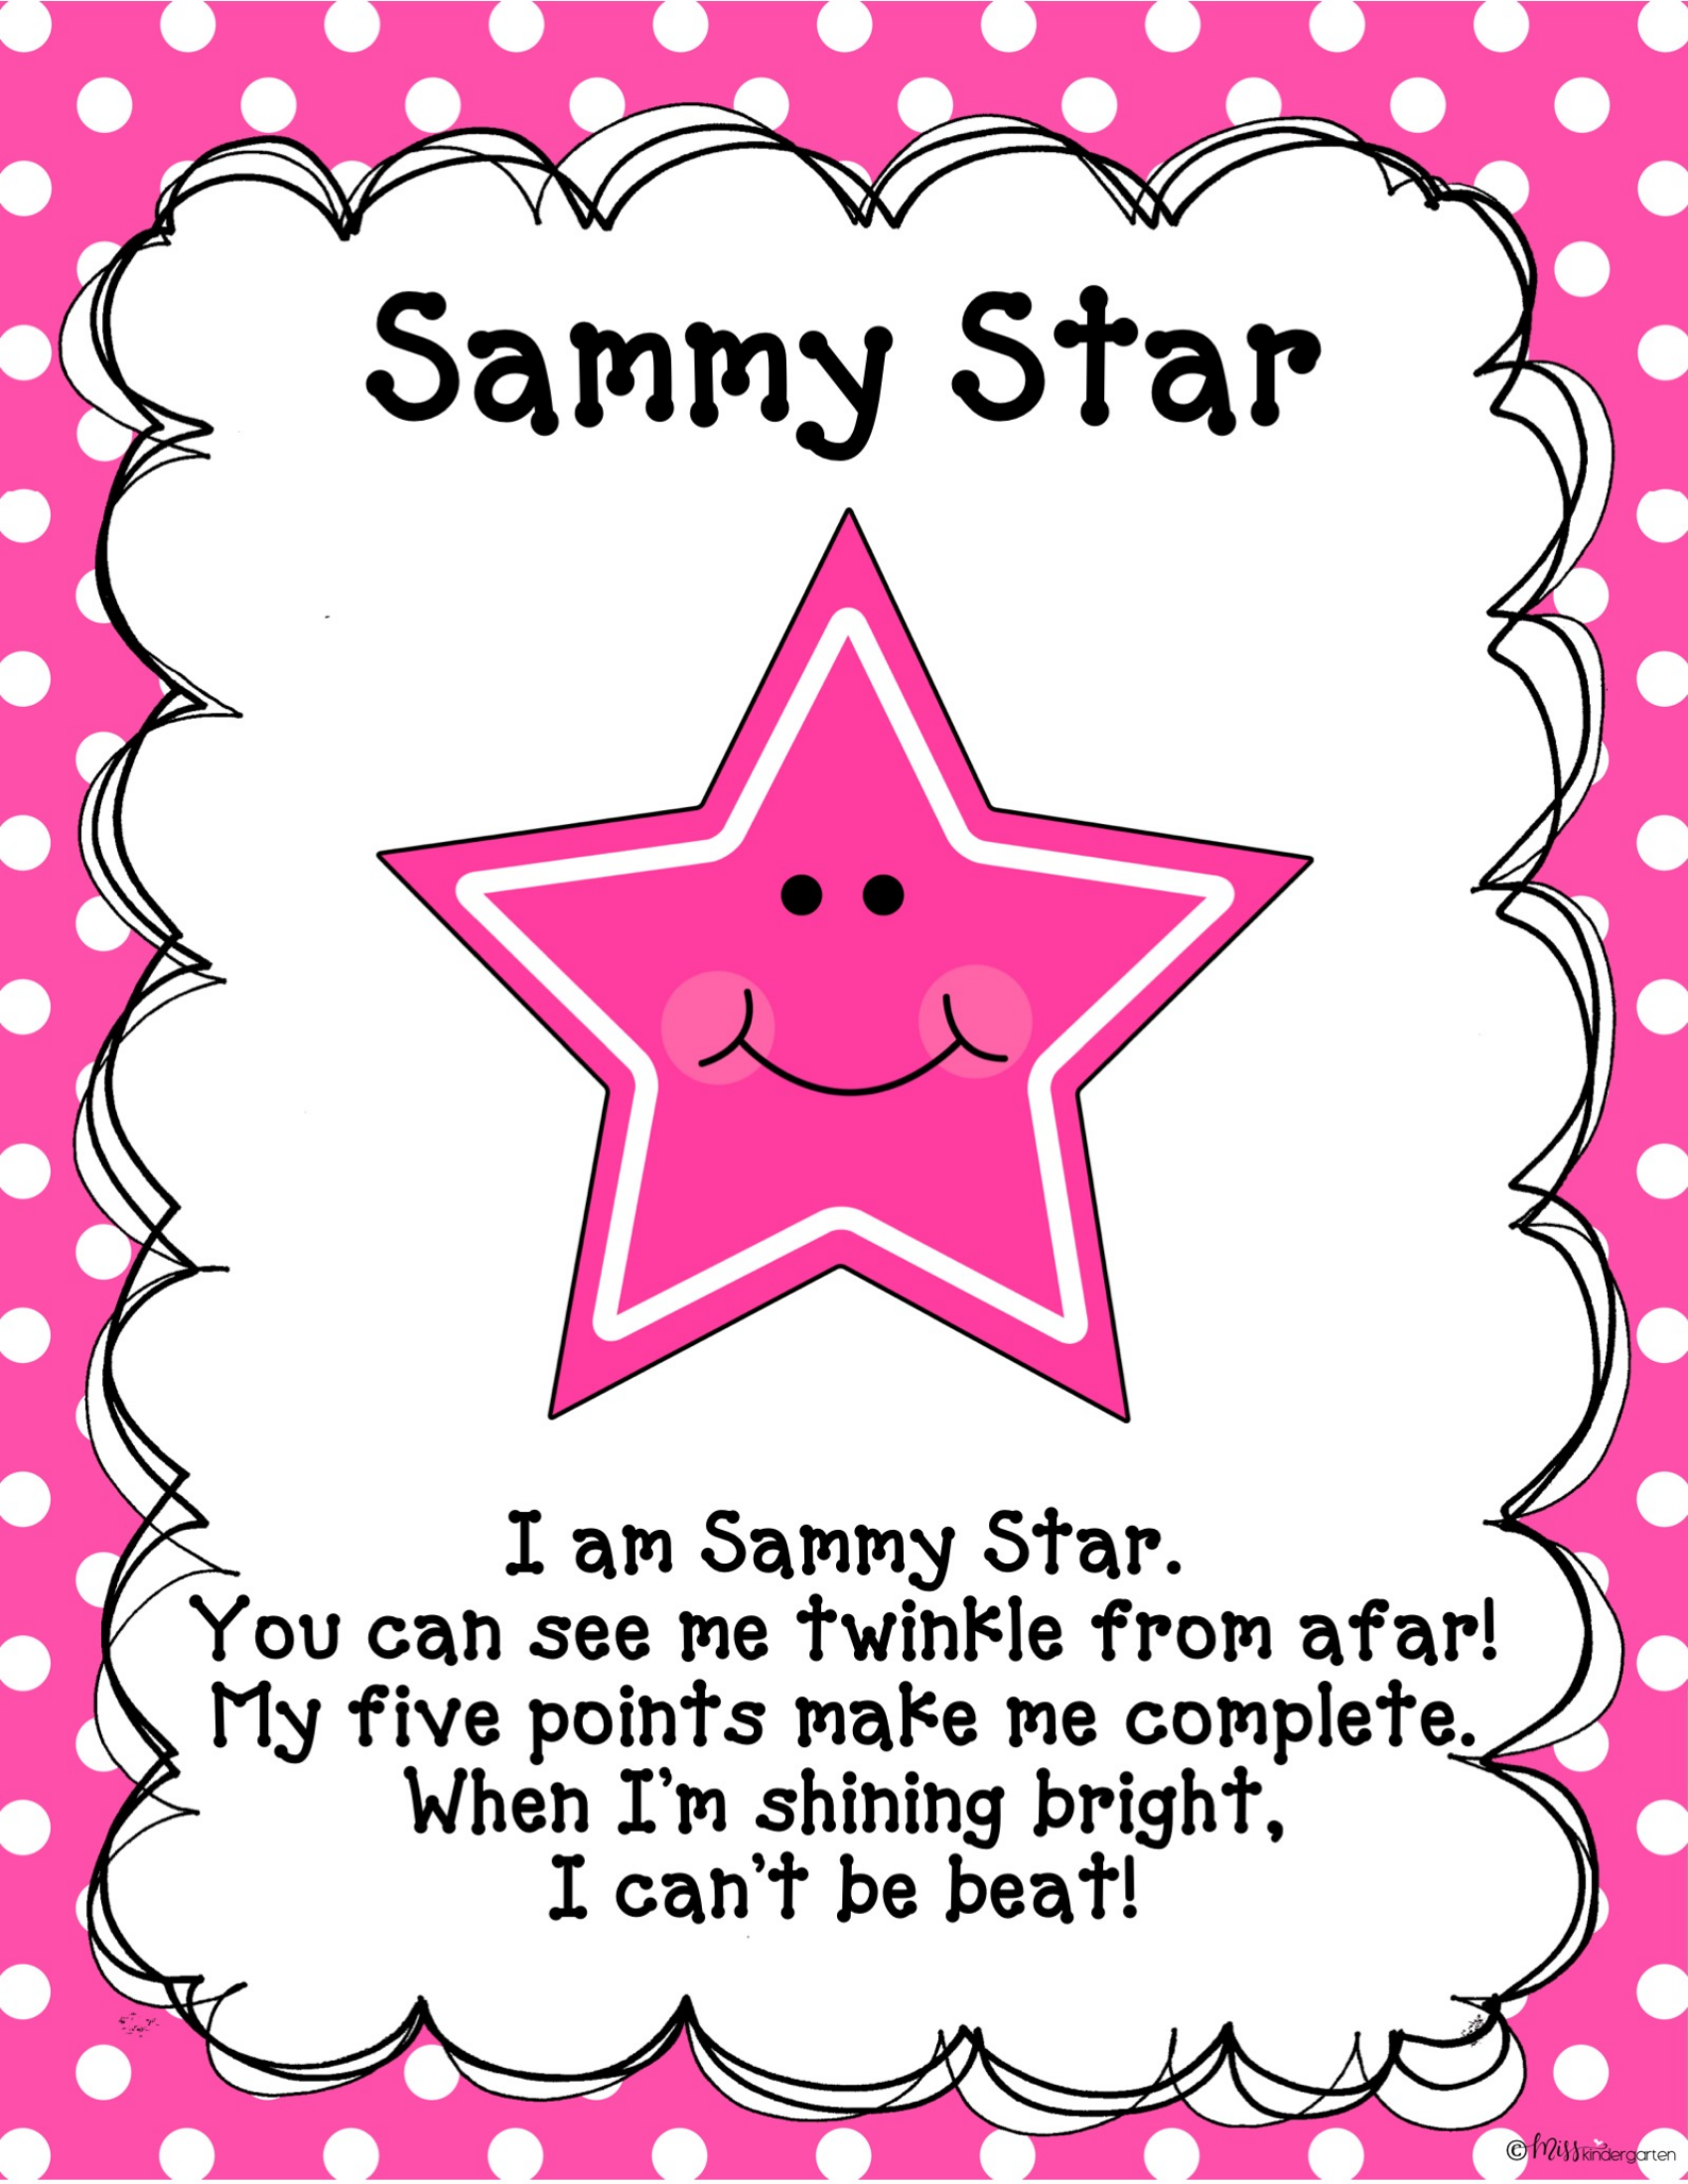 Sammy Star
I am Sammy Star.
You can see me twinkle from afar!
My five points make me complete.
When I'm shining bright,
I can't be beat!
© Miss kindergarten